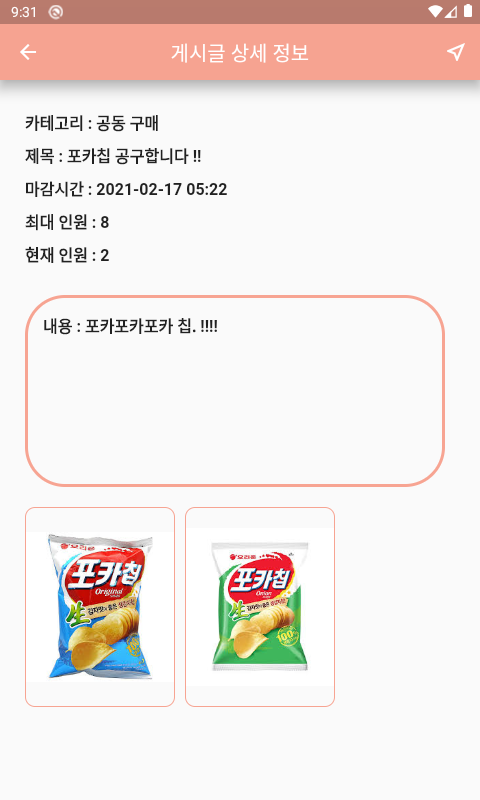 9:31
게시글 상세 정보
카테고리 : 공동 구매
제목 : 포카칩 공구합니다 !!
마감시간 : 2021-02-17 05:22
최대 인원 : 8
현재 인원 : 2
내용 : 포카포카포카 칩. !!!!
오리온
포카칩
Original
生
오리온
포카칩
Onion
生
100%